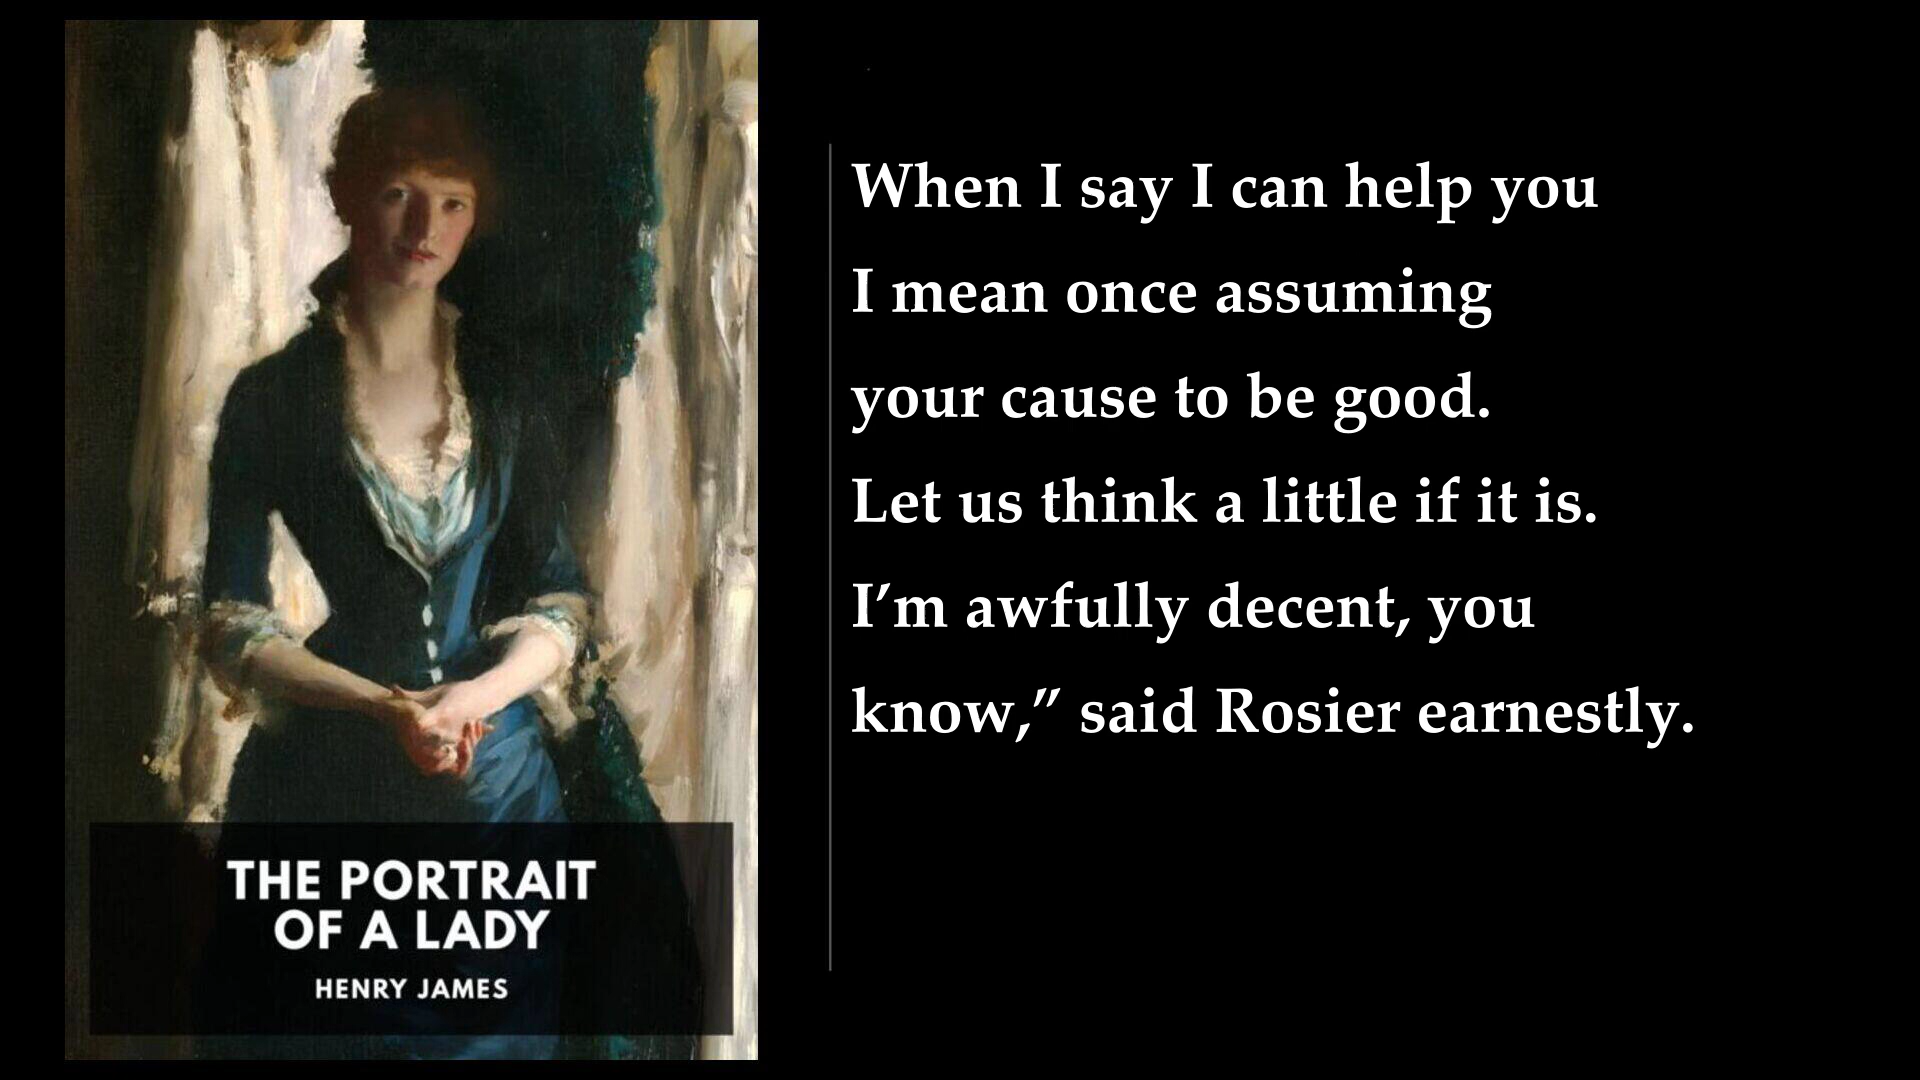 THE PORTRAIT
OF A LADY
HENRY JAMES
When I say I can help you
I mean once assuming
your cause to be good.
Let us think a little if it is.
I’m awfully decent, you
know,” said Rosier earnestly.